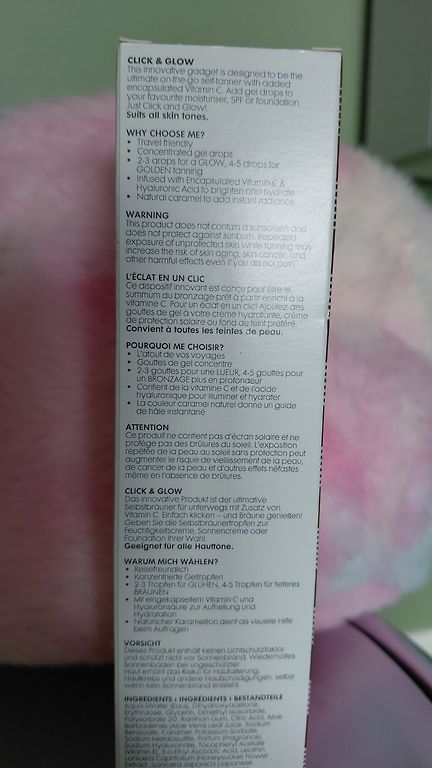 CLICK & GLOW
This innovative gadget is designed to be the
ultimate on-the-go self-tanner with added
encapsulated Vitamin C. Add gel drops to
your favourite moisturiser, SPF or foundation.
Just Click and Glow!
Suits all skin tones.
WHY CHOOSE ME?
• Travel friendly
• Concentrated gel drops
• 2-3 drops for a GLOW, 4-5 drops for
GOLDEN tanning
• Infused with Encapsulated Vitamin C &
Hyaluronic Acid to brighten and hydrate
• Natural caramel to add instant radiance
WARNING
This product does not contain a sunscreen and
does not protect against sunburn. Repeated
exposure of unprotected skin while tanning may
increase the risk of skin aging, skin cancer, and
other harmful effects even if you do not burn.
L'ÉCLAT EN UN CLIC
Ce dispositif innovant est conçu pour être le
summum du bronzage prêt à partir enrichi à la
vitamine C. Pour un éclat en un clic! Ajoutez des
gouttes de gel à votre crème hydratante, crème
de protection solaire ou fond de teint préféré.
Convient à toutes les teintes de peau.
POURQUOI ME CHOISIR?
• L'atout de vos voyages
• Gouttes de gel concentré
• 2-3 gouttes pour une LUEUR, 4-5 gouttes pour
un BRONZAGE plus en profondeur
• Contient de la vitamine C et de l'acide
hyaluronique pour illuminer et hydrater
• La couleur caramel naturel donne un guide
de hâle instantané
ATTENTION
Ce produit ne contient pas d'écran solaire et ne
protège pas des brûlures du soleil. L'exposition
répétée de la peau au soleil sans protection peut
augmenter le risque de vieillissement de la peau,
de cancer de la peau et d'autres effets néfastes
même en l'absence de brûlures.
CLICK & GLOW
Das innovative Produkt ist der ultimative
Selbstbräuner für unterwegs mit Zusatz von
Vitamin C. Einfach klicken – und Bräune genießen!
Geben Sie die Selbstbräunertropfen zur
Feuchtigkeitscreme, Sonnencreme oder
Foundation Ihrer Wahl.
Geeignet für alle Hauttöne.
WARUM MICH WÄHLEN?
• Reisefreundlich
• Konzentrierte Geltropfen
• 2-3 Tropfen für GLÜHEN, 4-5 Tropfen für tieferes
BRÄUNEN
• Mit eingekapseltem Vitamin C und
Hyaluronsäure zur Aufhellung und
Hydratation
• Natürlicher Karamellton dient als visuelle Hilfe
beim Auftragen
VORSICHT
Dieses Produkt enthält keinen Lichtschutzfaktor
und schützt nicht vor Sonnenbrand. Wiederholtes
Sonnenbaden bei ungeschützter
Haut erhöht das Risiko für Hautalterung,
Hautkrebs und andere Hautschädigungen, selbst
wenn kein Sonnenbrand entsteht.
INGREDIENTS | INGRÉDIENTS | BESTANDTEILE
Aqua (Water | Eau), Dihydroxyacetone,
Erythrulose, Glycerin, Dimethyl Isosorbide,
Polysorbate 20, Xanthan Gum, Citric Acid, Aloe
Barbadensis (Aloe Vera) Leaf Juice, Sodium
Benzoate, Caramel, Potassium Sorbate,
Sodium Metabisulfite, Parfum (Fragrance),
Sodium Hyaluronate, Tocopheryl Acetate
(Vitamin E), 3-o-Ethyl Ascorbic Acid, Lecithin,
Lonicera Caprifolium (Honeysuckle) Flower
Extract, Lonicera Japonica (Japanese